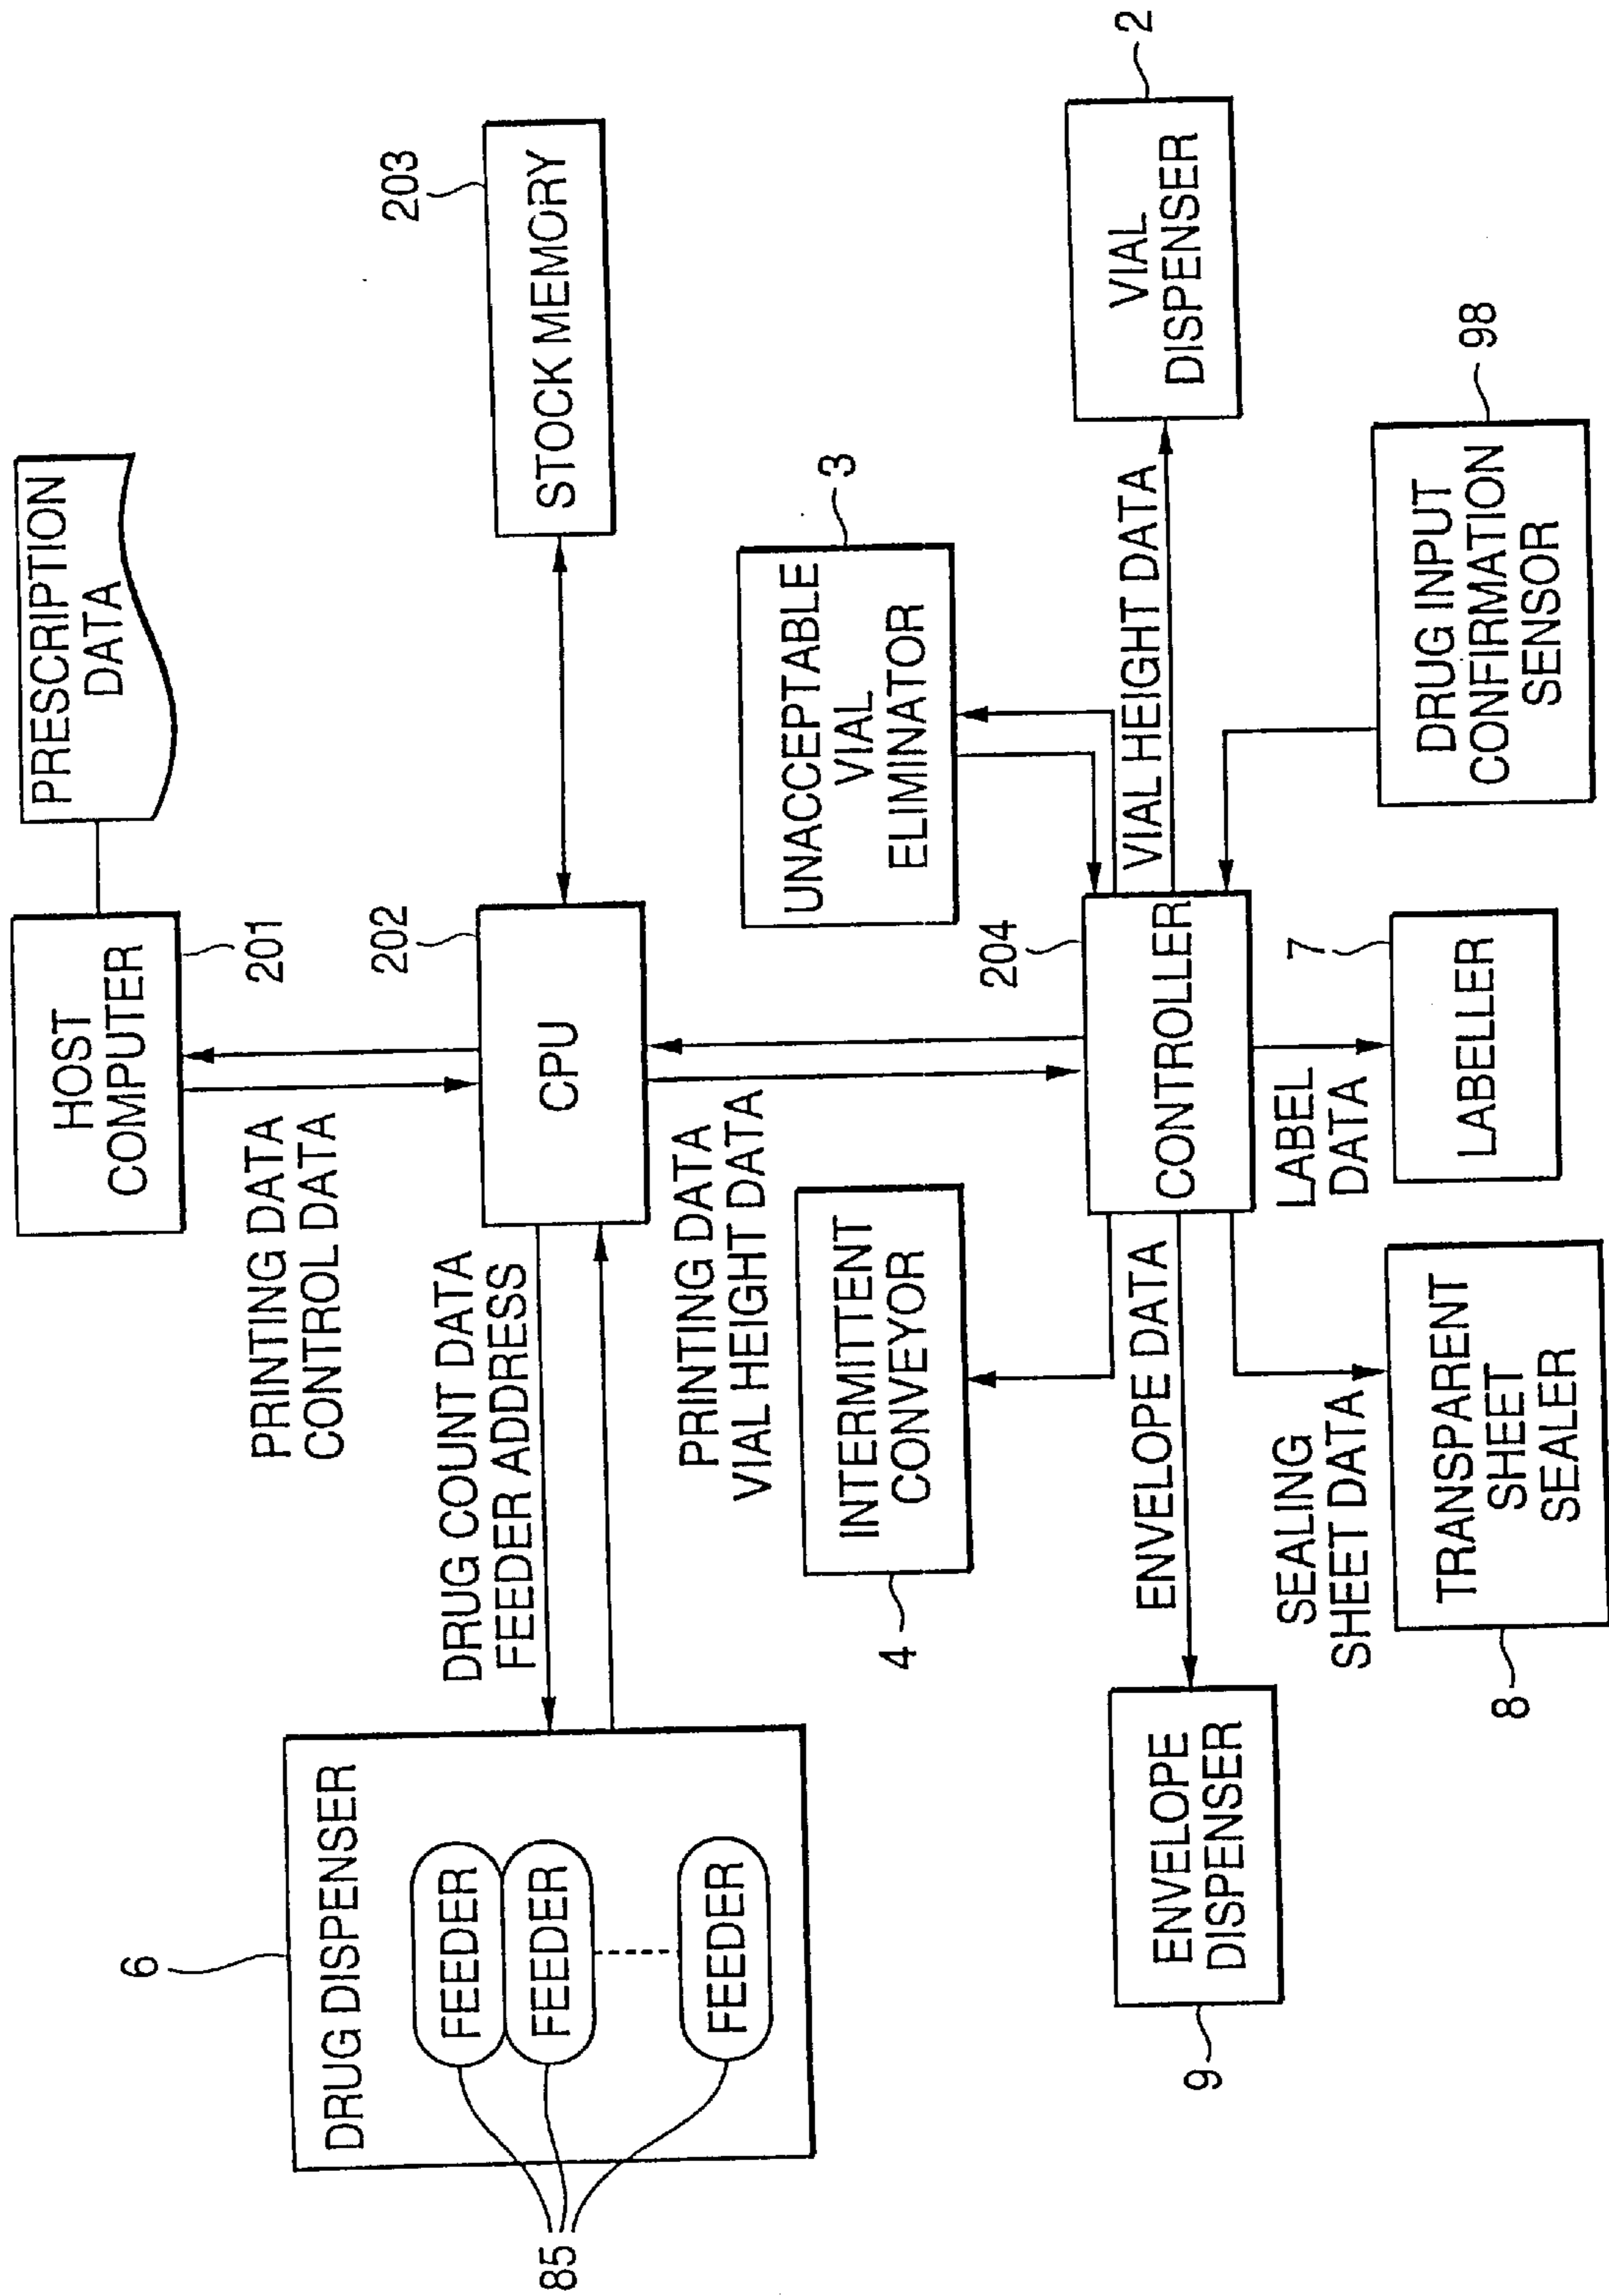 PRESCRIPTION
DATA
HOST
COMPUTER
201
PRINTING DATA
CONTROL DATA
203
STOCK MEMORY
202
CPU
DRUG COUNT DATA
FEEDER ADDRESS
6
DRUG DISPENSER
FEEDER
FEEDER
FEEDER
85
PRINTING DATA
VIAL HEIGHT DATA
3
UNACCEPTABLE
VIAL
ELIMINATOR
2
VIAL
DISPENSER
VIAL HEIGHT DATA
98
DRUG INPUT
CONFIRMATION
SENSOR
204
CONTROLLER
INTERMITTENT
CONVEYOR
4
ENVELOPE DATA
ENVELOPE
DISPENSER
9
LABEL
DATA
7
LABELLER
SEALING
SHEET DATA
TRANSPARENT
SHEET
SEALER
8